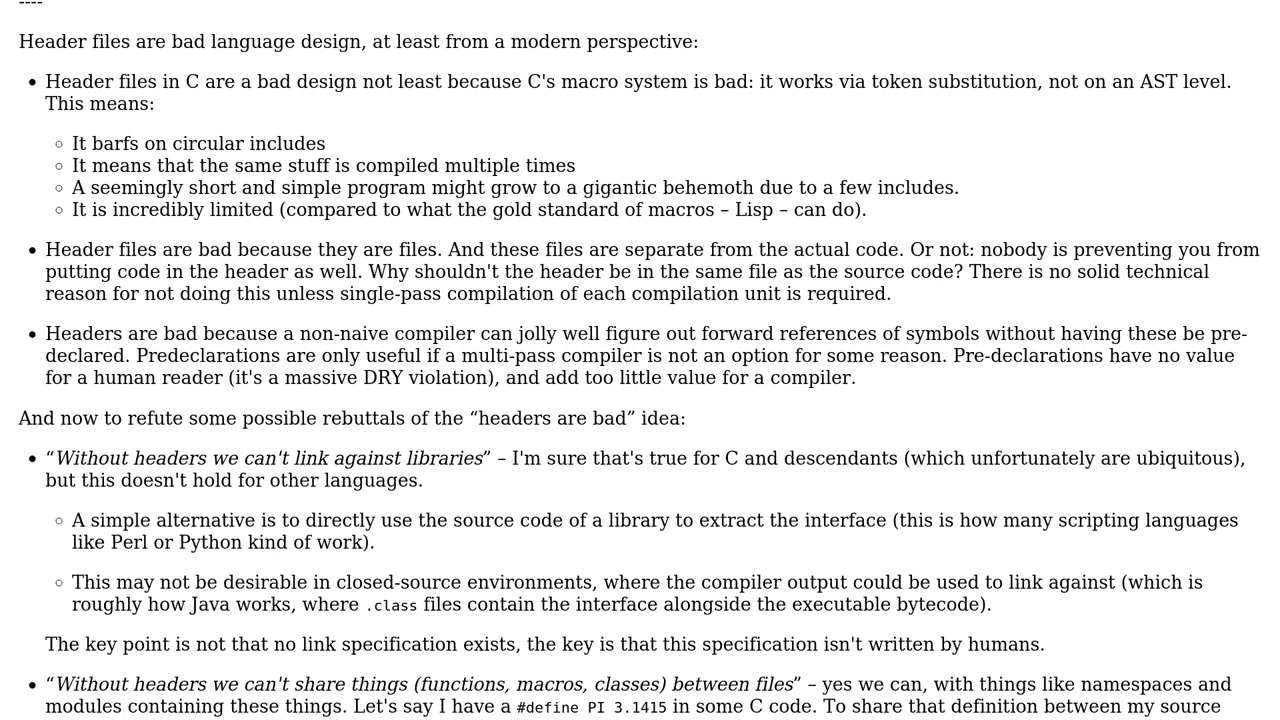 ----
Header files are bad language design, at least from a modern perspective:
• Header files in C are a bad design not least because C's macro system is bad: it works via token substitution, not on an AST level.
This means:
◦ It barfs on circular includes
◦ It means that the same stuff is compiled multiple times
◦ A seemingly short and simple program might grow to a gigantic behemoth due to a few includes.
◦ It is incredibly limited (compared to what the gold standard of macros – Lisp – can do).
• Header files are bad because they are files. And these files are separate from the actual code. Or not: nobody is preventing you from
putting code in the header as well. Why shouldn't the header be in the same file as the source code? There is no solid technical
reason for not doing this unless single-pass compilation of each compilation unit is required.
• Headers are bad because a non-naive compiler can jolly well figure out forward references of symbols without having these be pre-
declared. Predeclarations are only useful if a multi-pass compiler is not an option for some reason. Pre-declarations have no value
for a human reader (it's a massive DRY violation), and add too little value for a compiler.
And now to refute some possible rebuttals of the “headers are bad” idea:
• “Without headers we can't link against libraries” – I'm sure that's true for C and descendants (which unfortunately are ubiquitous),
but this doesn't hold for other languages.
◦ A simple alternative is to directly use the source code of a library to extract the interface (this is how many scripting languages
like Perl or Python kind of work).
◦ This may not be desirable in closed-source environments, where the compiler output could be used to link against (which is
roughly how Java works, where .class files contain the interface alongside the executable bytecode).
The key point is not that no link specification exists, the key is that this specification isn't written by humans.
• “Without headers we can't share things (functions, macros, classes) between files” – yes we can, with things like namespaces and
modules containing these things. Let's say I have a #define PI 3.1415 in some C code. To share that definition between my source